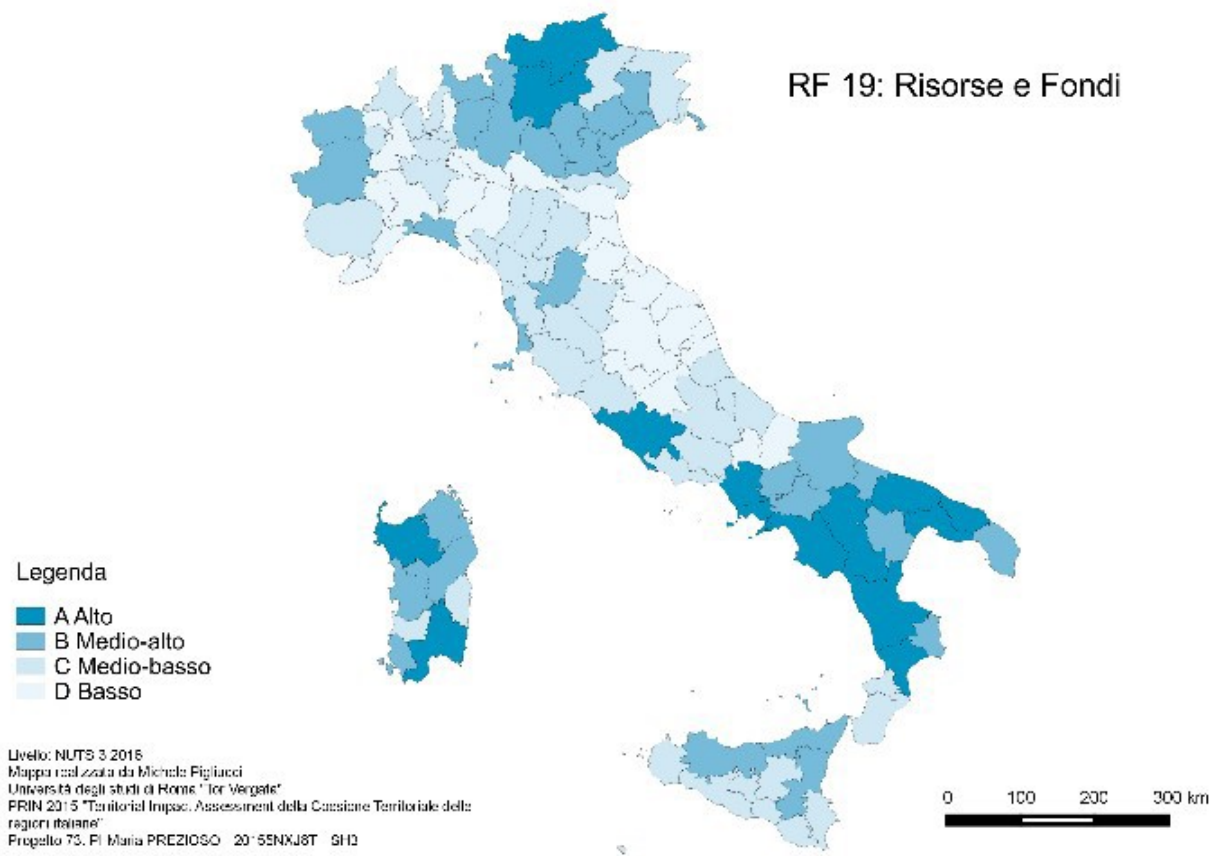 RF 19: Risorse e Fondi
Legenda
A Alto
B Medio-alto
C Medio-basso
D Basso
Livello: NUTS 3 2016
Mappa realizzata da Michele Pigliucci
Università degli studi di Roma "Tor Vergata"
PRIN 2015 "Territorial Impact Assessment della Coesione Territoriale delle
regioni italiane"
Progetto 73. PI Maria PREZIOSO 20155NXJ8T SH3
0 100 200 300 km